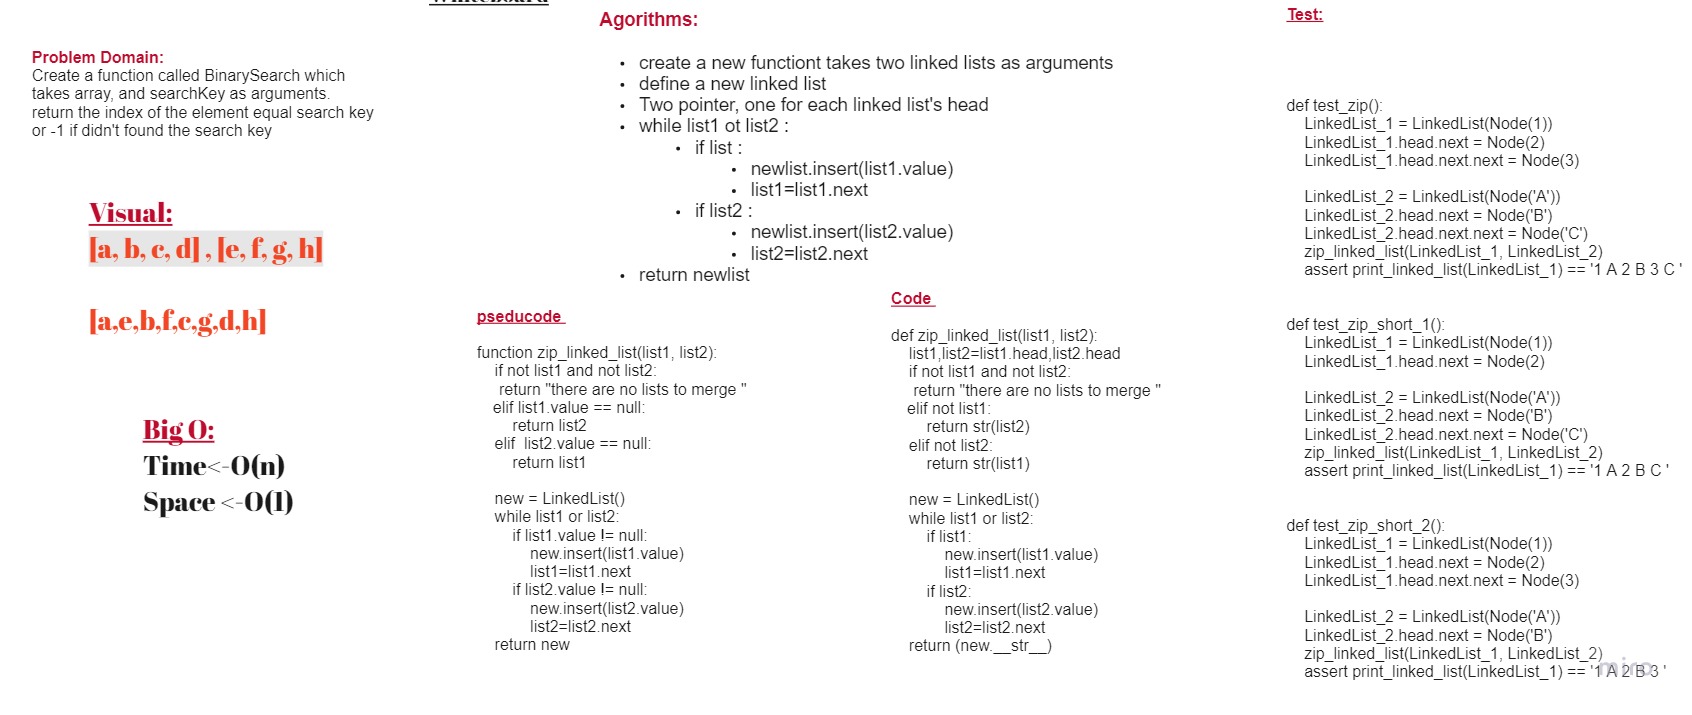 Whiteboard
Problem Domain:
Create a function called BinarySearch which
takes array, and searchKey as arguments.
return the index of the element equal search key
or -1 if didn't found the search key
Visual:
[a, b, c, d] , [e, f, g, h]
[a,e,b,f,c,g,d,h]
Big O:
Time<-O(n)
Space <-O(1)
Agorithms:
• create a new functiont takes two linked lists as arguments
• define a new linked list
• Two pointer, one for each linked list's head
• while list1 ot list2 :
• if list :
• newlist.insert(list1.value)
• list1=list1.next
• if list2 :
• newlist.insert(list2.value)
• list2=list2.next
• return newlist
pseducode
function zip_linked_list(list1, list2):
if not list1 and not list2:
return "there are no lists to merge "
elif list1.value == null:
return list2
elif list2.value == null:
return list1
new = LinkedList()
while list1 or list2:
if list1.value != null:
new.insert(list1.value)
list1=list1.next
if list2.value != null:
new.insert(list2.value)
list2=list2.next
return new
Code
def zip_linked_list(list1, list2):
list1,list2=list1.head,list2.head
if not list1 and not list2:
return "there are no lists to merge "
elif not list1:
return str(list2)
elif not list2:
return str(list1)
new = LinkedList()
while list1 or list2:
if list1:
new.insert(list1.value)
list1=list1.next
if list2:
new.insert(list2.value)
list2=list2.next
return (new.__str__)
Test:
def test_zip():
LinkedList_1 = LinkedList(Node(1))
LinkedList_1.head.next = Node(2)
LinkedList_1.head.next.next = Node(3)
LinkedList_2 = LinkedList(Node('A'))
LinkedList_2.head.next = Node('B')
LinkedList_2.head.next.next = Node('C')
zip_linked_list(LinkedList_1, LinkedList_2)
assert print_linked_list(LinkedList_1) == '1 A 2 B 3 C '
def test_zip_short_1():
LinkedList_1 = LinkedList(Node(1))
LinkedList_1.head.next = Node(2)
LinkedList_2 = LinkedList(Node('A'))
LinkedList_2.head.next = Node('B')
LinkedList_2.head.next.next = Node('C')
zip_linked_list(LinkedList_1, LinkedList_2)
assert print_linked_list(LinkedList_1) == '1 A 2 B C '
def test_zip_short_2():
LinkedList_1 = LinkedList(Node(1))
LinkedList_1.head.next = Node(2)
LinkedList_1.head.next.next = Node(3)
LinkedList_2 = LinkedList(Node('A'))
LinkedList_2.head.next = Node('B')
zip_linked_list(LinkedList_1, LinkedList_2)
assert print_linked_list(LinkedList_1) == '1 A 2 B 3 '
miro